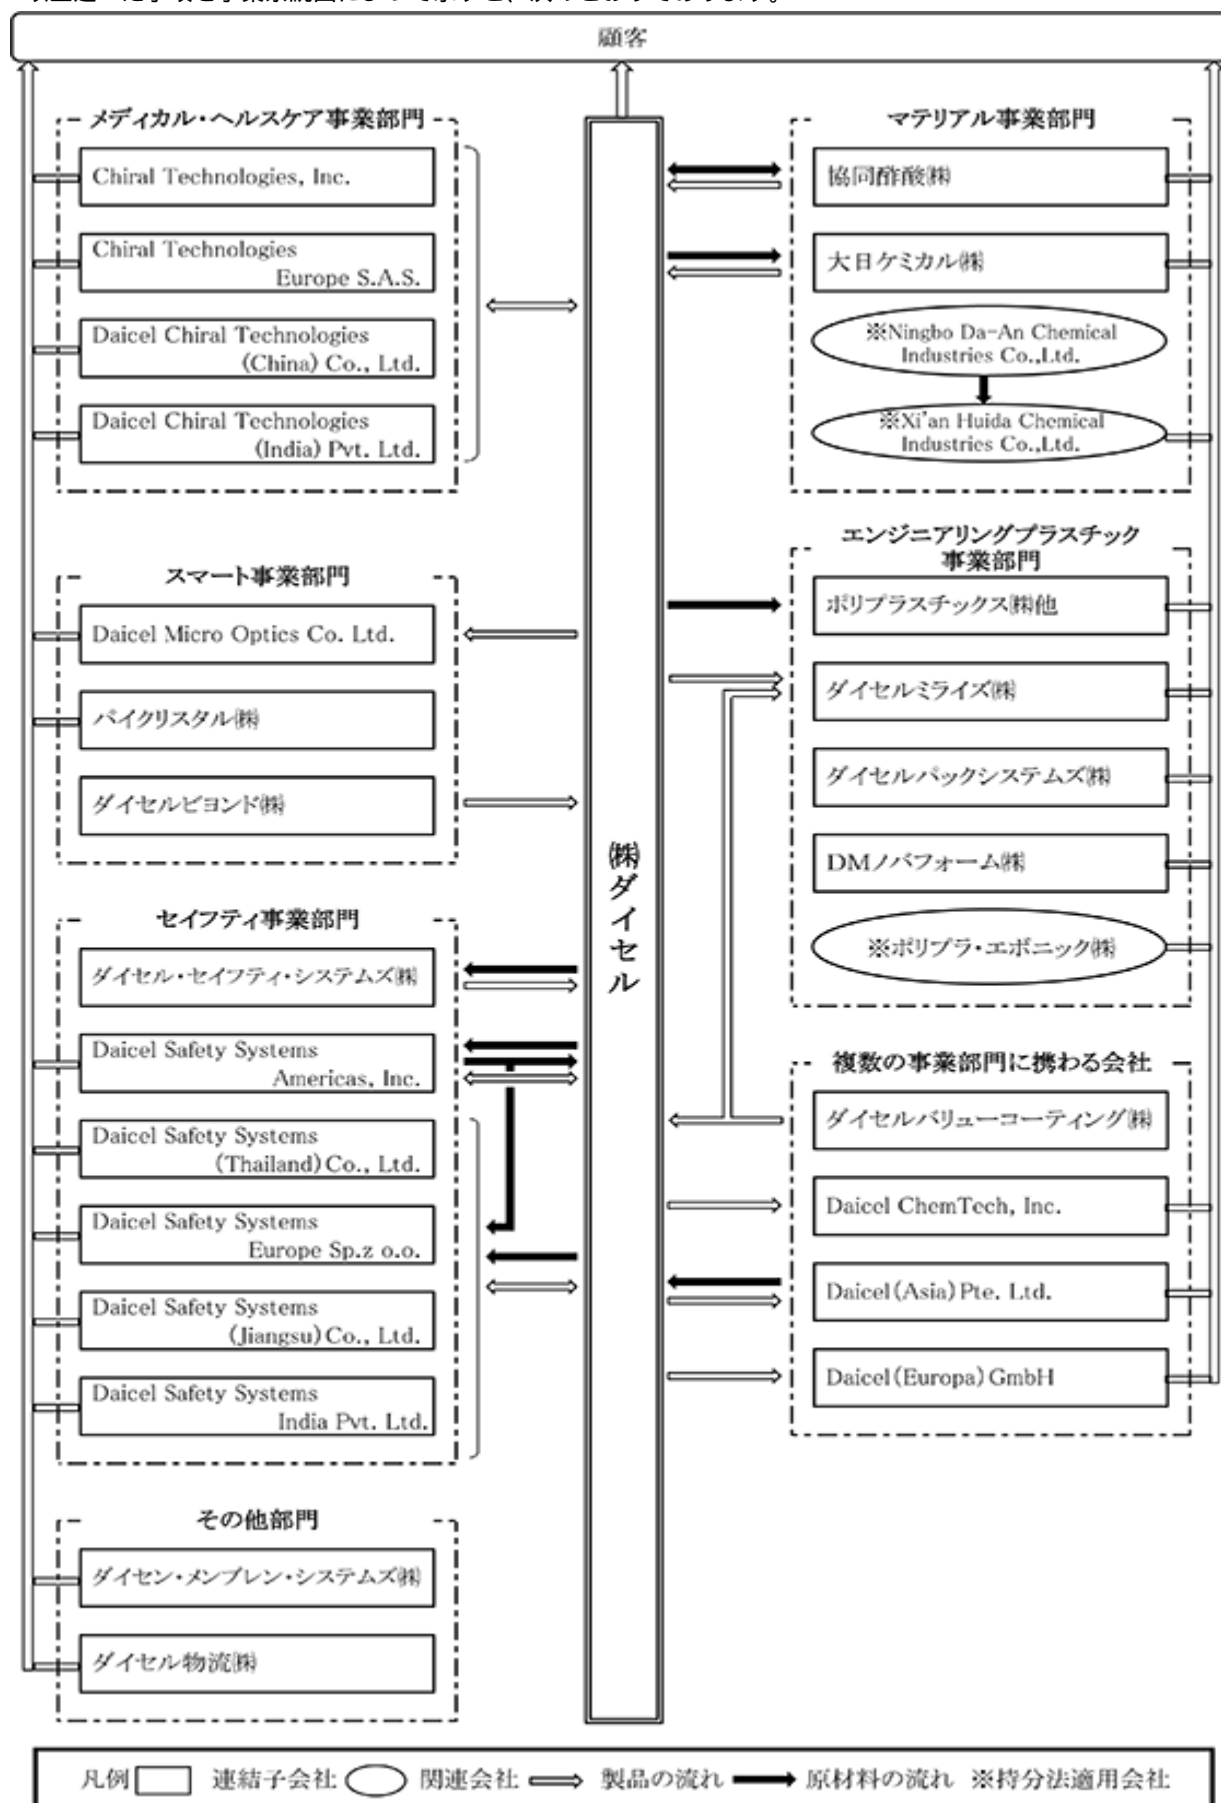 顧客
メディカル・ヘルスケア事業部門
Chiral Technologies, Inc.
Chiral Technologies
Europe S.A.S.
Daicel Chiral Technologies
(China) Co., Ltd.
Daicel Chiral Technologies
(India) Pvt. Ltd.
スマート事業部門
Daicel Micro Optics Co. Ltd.
パイクリスタル㈱
ダイセルビヨンド㈱
セイフティ事業部門
ダイセル・セイフティ・システムズ㈱
Daicel Safety Systems
Americas, Inc.
Daicel Safety Systems
(Thailand) Co., Ltd.
Daicel Safety Systems
Europe Sp.z o.o.
Daicel Safety Systems
(Jiangsu) Co., Ltd.
Daicel Safety Systems
India Pvt. Ltd.
その他部門
ダイセン・メンブレン・システムズ㈱
ダイセル物流㈱
㈱ダイセル
マテリアル事業部門
協同酢酸㈱
大日ケミカル㈱
※Ningbo Da-An Chemical
Industries Co.,Ltd.
※Xi'an Huida Chemical
Industries Co.,Ltd.
エンジニアリングプラスチック
事業部門
ポリプラスチックス㈱他
ダイセルミライズ㈱
ダイセルパックシステムズ㈱
DMノバフォーム㈱
※ポリプラ・エボニック㈱
複数の事業部門に携わる会社
ダイセルバリューコーティング㈱
Daicel ChemTech, Inc.
Daicel (Asia) Pte. Ltd.
Daicel (Europa) GmbH
凡例 連結子会社 関連会社 製品の流れ 原材料の流れ ※持分法適用会社